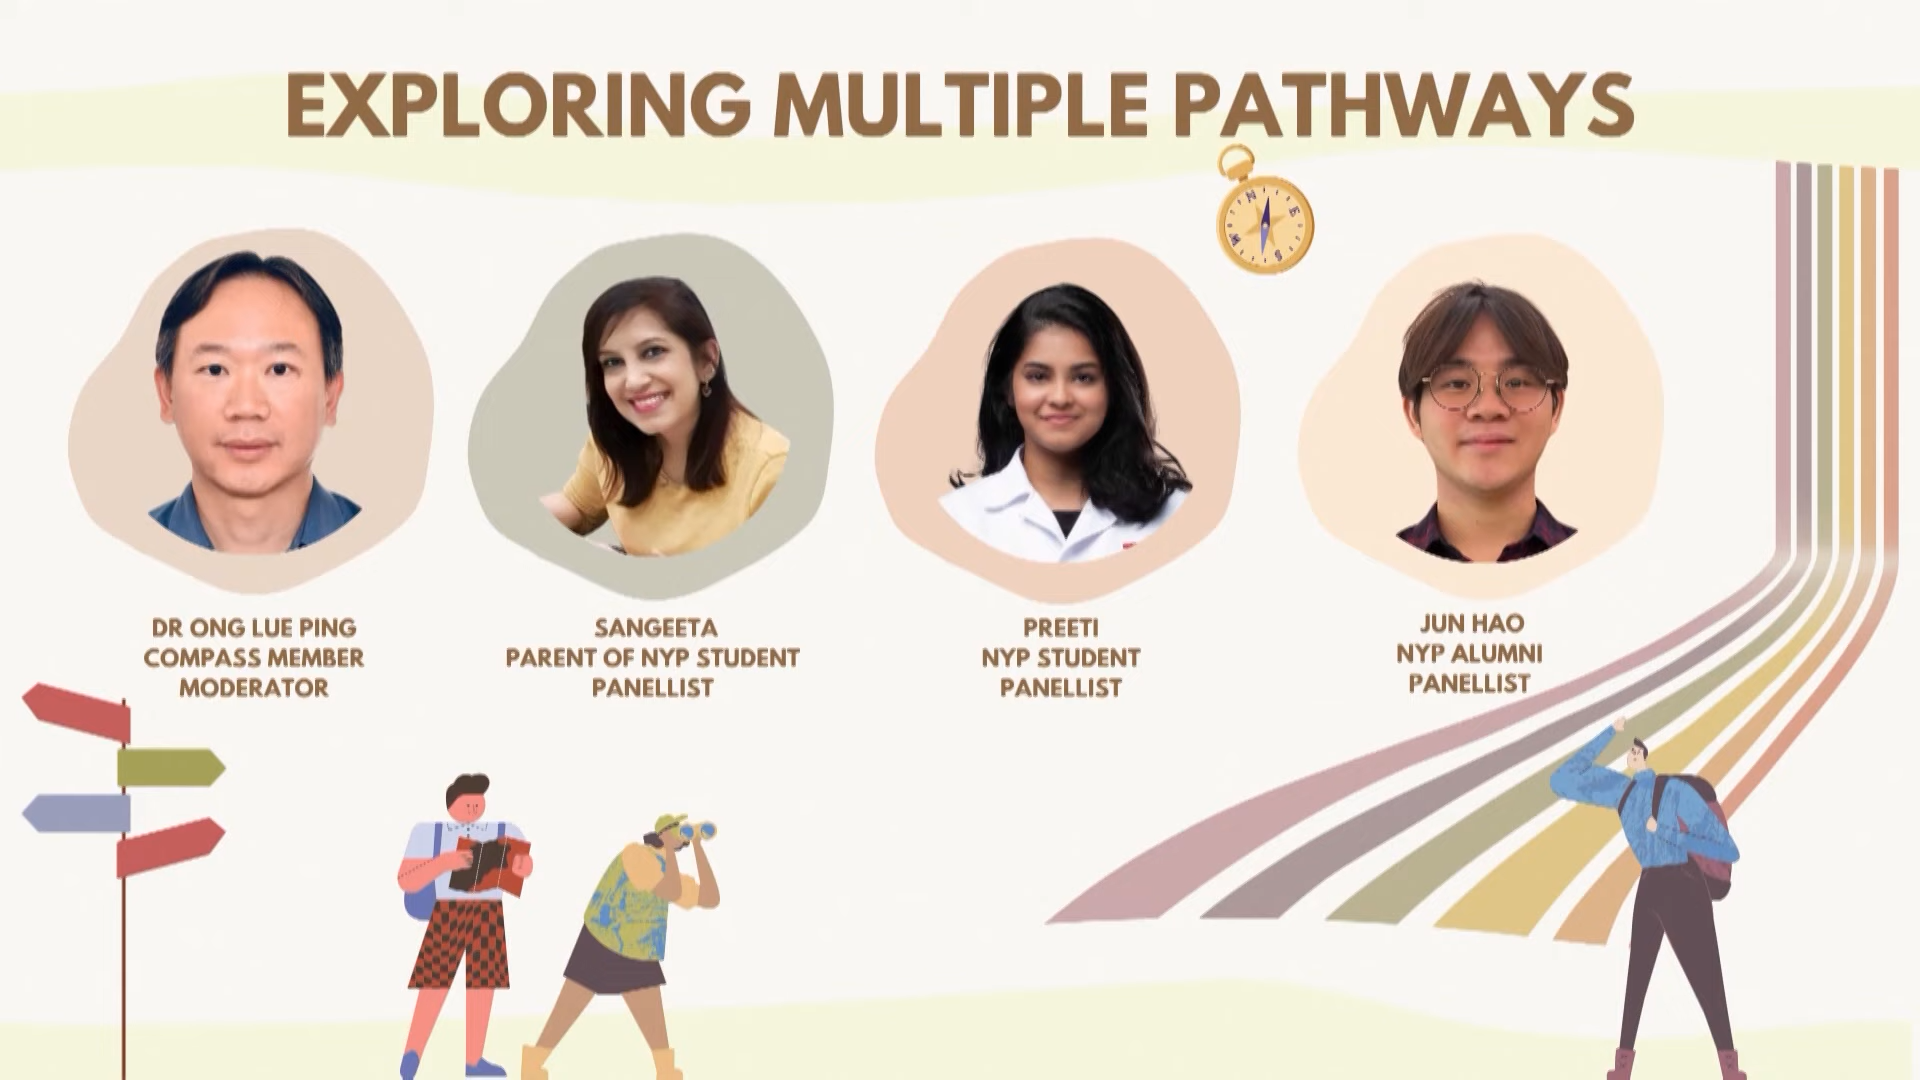 EXPLORING MULTIPLE PATHWAYS
N
E
W
S
DR ONG LUE PING
COMPASS MEMBER
MODERATOR
SANGEETA
PARENT OF NYP STUDENT
PANELLIST
PREETI
NYP STUDENT
PANELLIST
JUN HAO
NYP ALUMNI
PANELLIST